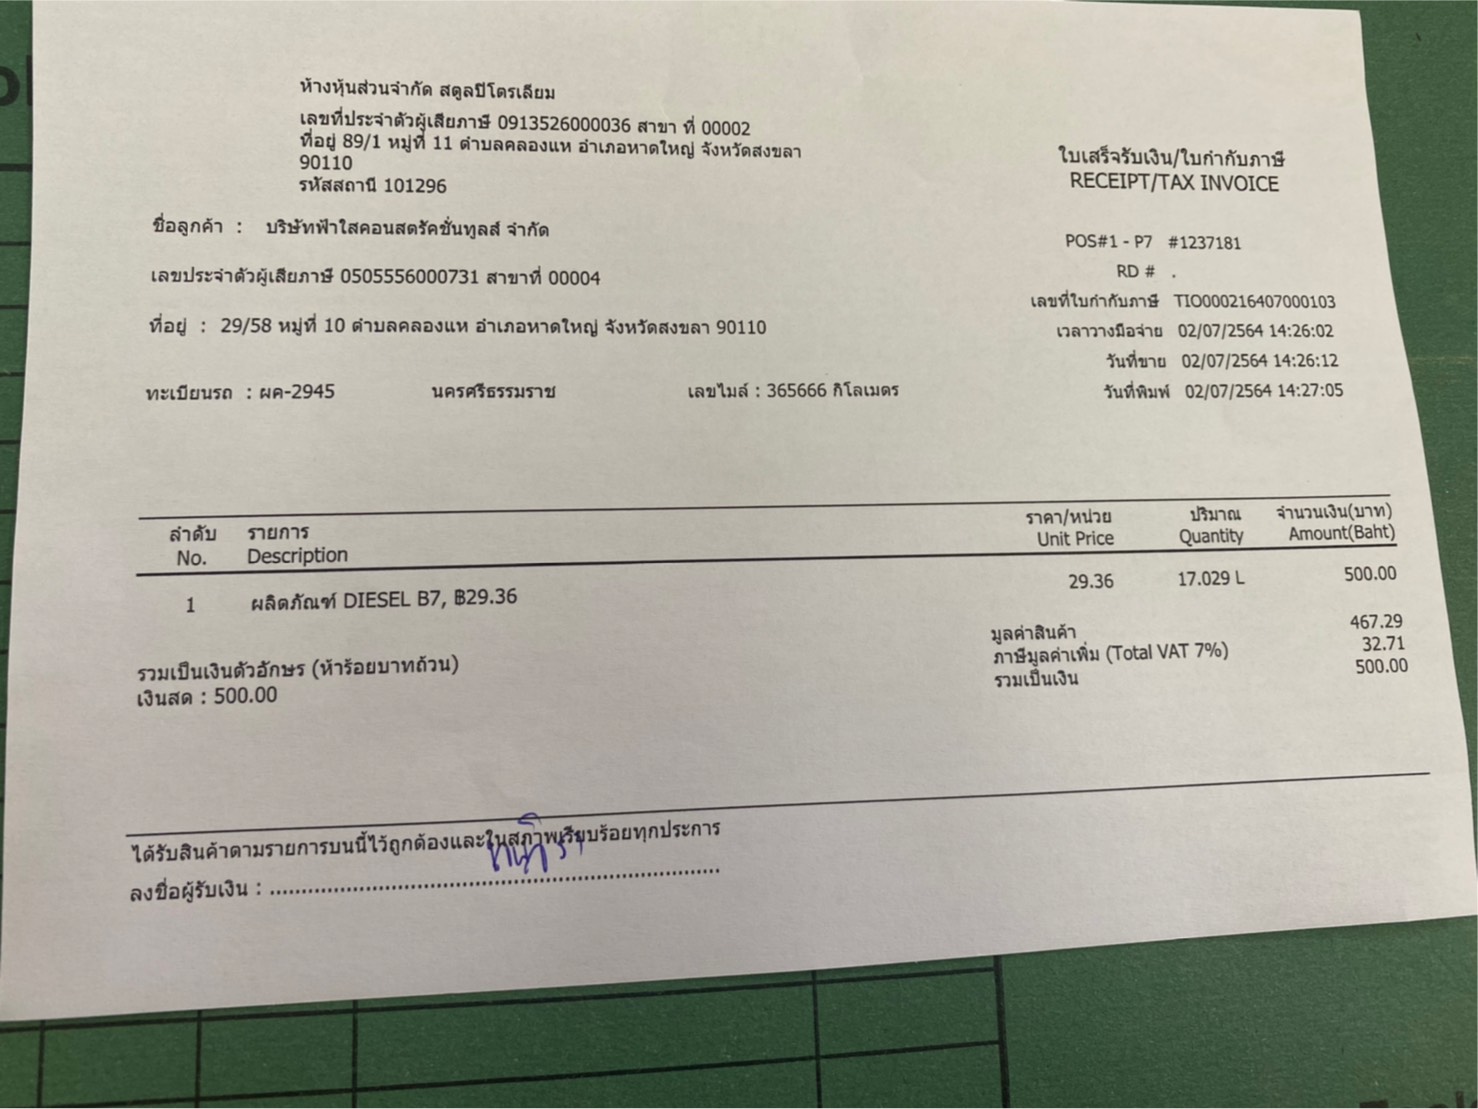 ห้างหุ้นส่วนจำกัด สตูลปิโตรเลียม
เลขที่ประจำตัวผู้เสียภาษี 0913526000036 สาขา ที่ 00002
ที่อยู่ 89/1 หมู่ที่ 11 ตำบลคลองแห อำเภอหาดใหญ่ จังหวัดสงขลา
90110
รหัสสถานี 101296
ใบเสร็จรับเงิน/ใบกำกับภาษี
RECEIPT/TAX INVOICE
ชื่อลูกค้า : บริษัทฟ้าใสคอนสตรัคชั่นทูลส์ จำกัด
เลขประจำตัวผู้เสียภาษี 0505556000731 สาขาที่ 00004
ที่อยู่ : 29/58 หมู่ที่ 10 ตำบลคลองแห อำเภอหาดใหญ่ จังหวัดสงขลา 90110
ทะเบียนรถ : ผค-2945 นครศรีธรรมราช เลขไมล์ : 365666 กิโลเมตร
POS#1 - P7 #1237181
RD # .
เลขที่ใบกำกับภาษี TIO000216407000103
เวลาวางมือจ่าย 02/07/2564 14:26:02
วันที่ขาย 02/07/2564 14:26:12
วันที่พิมพ์ 02/07/2564 14:27:05
ลำดับ รายการ ราคา/หน่วย ปริมาณ จำนวนเงิน(บาท)
No. Description Unit Price Quantity Amount(Baht)
1 ผลิตภัณฑ์ DIESEL B7, ฿29.36 29.36 17.029 L 500.00
มูลค่าสินค้า 467.29
ภาษีมูลค่าเพิ่ม (Total VAT 7%) 32.71
รวมเป็นเงิน 500.00
รวมเป็นเงินตัวอักษร (ห้าร้อยบาทถ้วน)
เงินสด : 500.00
ได้รับสินค้าตามรายการบนนี้ไว้ถูกต้องและในสภาพเรียบร้อยทุกประการ
ลงชื่อผู้รับเงิน : ........................................................................